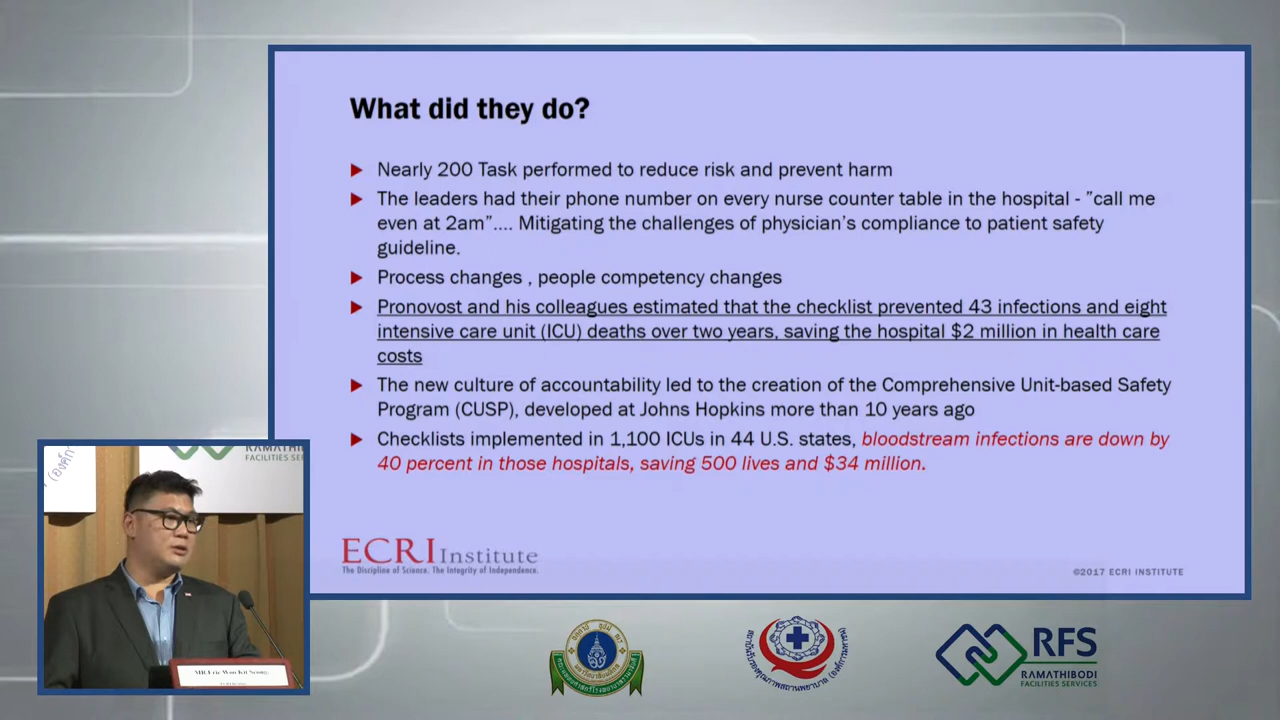 What did they do?
Nearly 200 Task performed to reduce risk and prevent harm
The leaders had their phone number on every nurse counter table in the hospital - ”call me
even at 2am”.... Mitigating the challenges of physician’s compliance to patient safety
guideline.
Process changes , people competency changes
Pronovost and his colleagues estimated that the checklist prevented 43 infections and eight
intensive care unit (ICU) deaths over two years, saving the hospital $2 million in health care
costs
The new culture of accountability led to the creation of the Comprehensive Unit-based Safety
Program (CUSP), developed at Johns Hopkins more than 10 years ago
Checklists implemented in 1,100 ICUs in 44 U.S. states, bloodstream infections are down by
40 percent in those hospitals, saving 500 lives and $34 million.
ECRI Institute
The Discipline of Science. The Integrity of Independence.
©2017 ECRI INSTITUTE
RAMATHIBODI
FACILITIES SERV
RFS
RAMATHIBODI
FACILITIES SERVICES